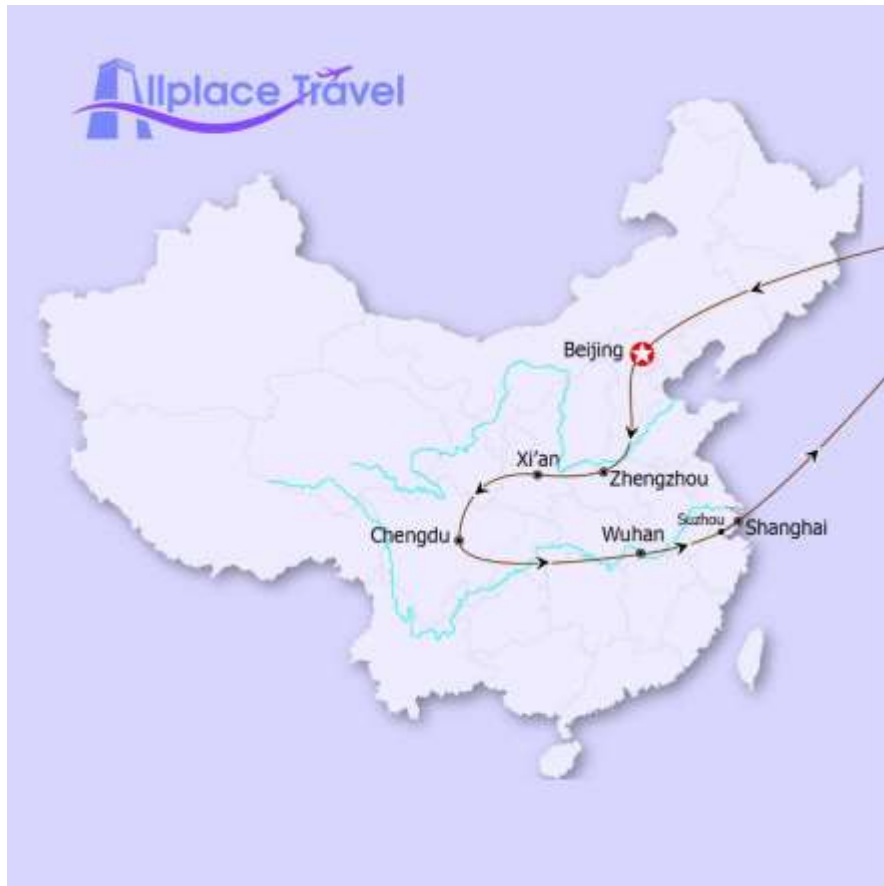 Allplace Travel
Beijing
Xi'an
Zhengzhou
Chengdu
Wuhan
Suzhou
Shanghai